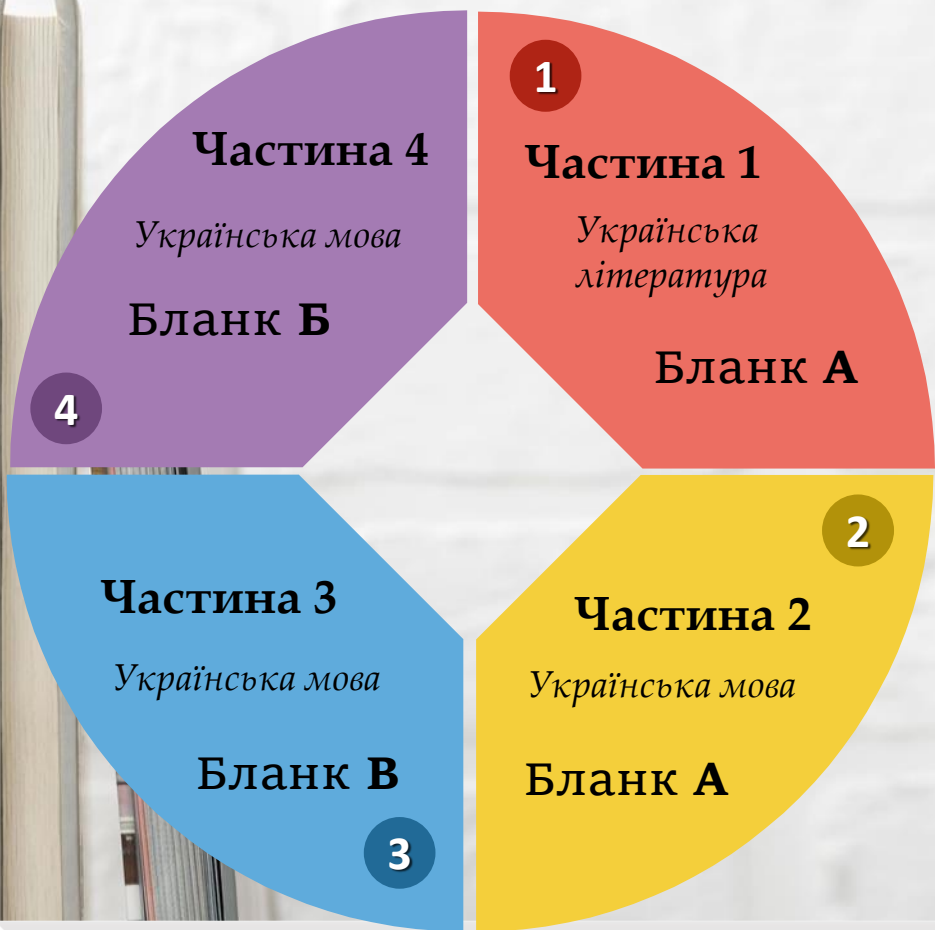 1
Частина 1
Українська
література
Бланк А
2
Частина 2
Українська мова
Бланк А
Частина 3
Українська мова
Бланк В
3
Частина 4
Українська мова
Бланк Б
4